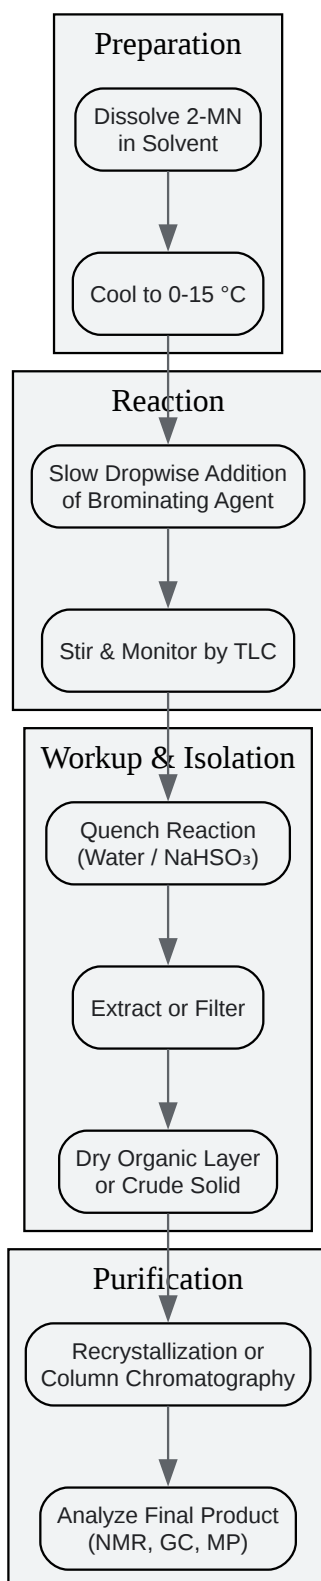 Preparation
Dissolve 2-MN
in Solvent
Cool to 0-15 °C
Reaction
Slow Dropwise Addition
of Brominating Agent
Stir & Monitor by TLC
Workup & Isolation
Quench Reaction
(Water / NaHSO₃)
Extract or Filter
Dry Organic Layer
or Crude Solid
Purification
Recrystallization or
Column Chromatography
Analyze Final Product
(NMR, GC, MP)